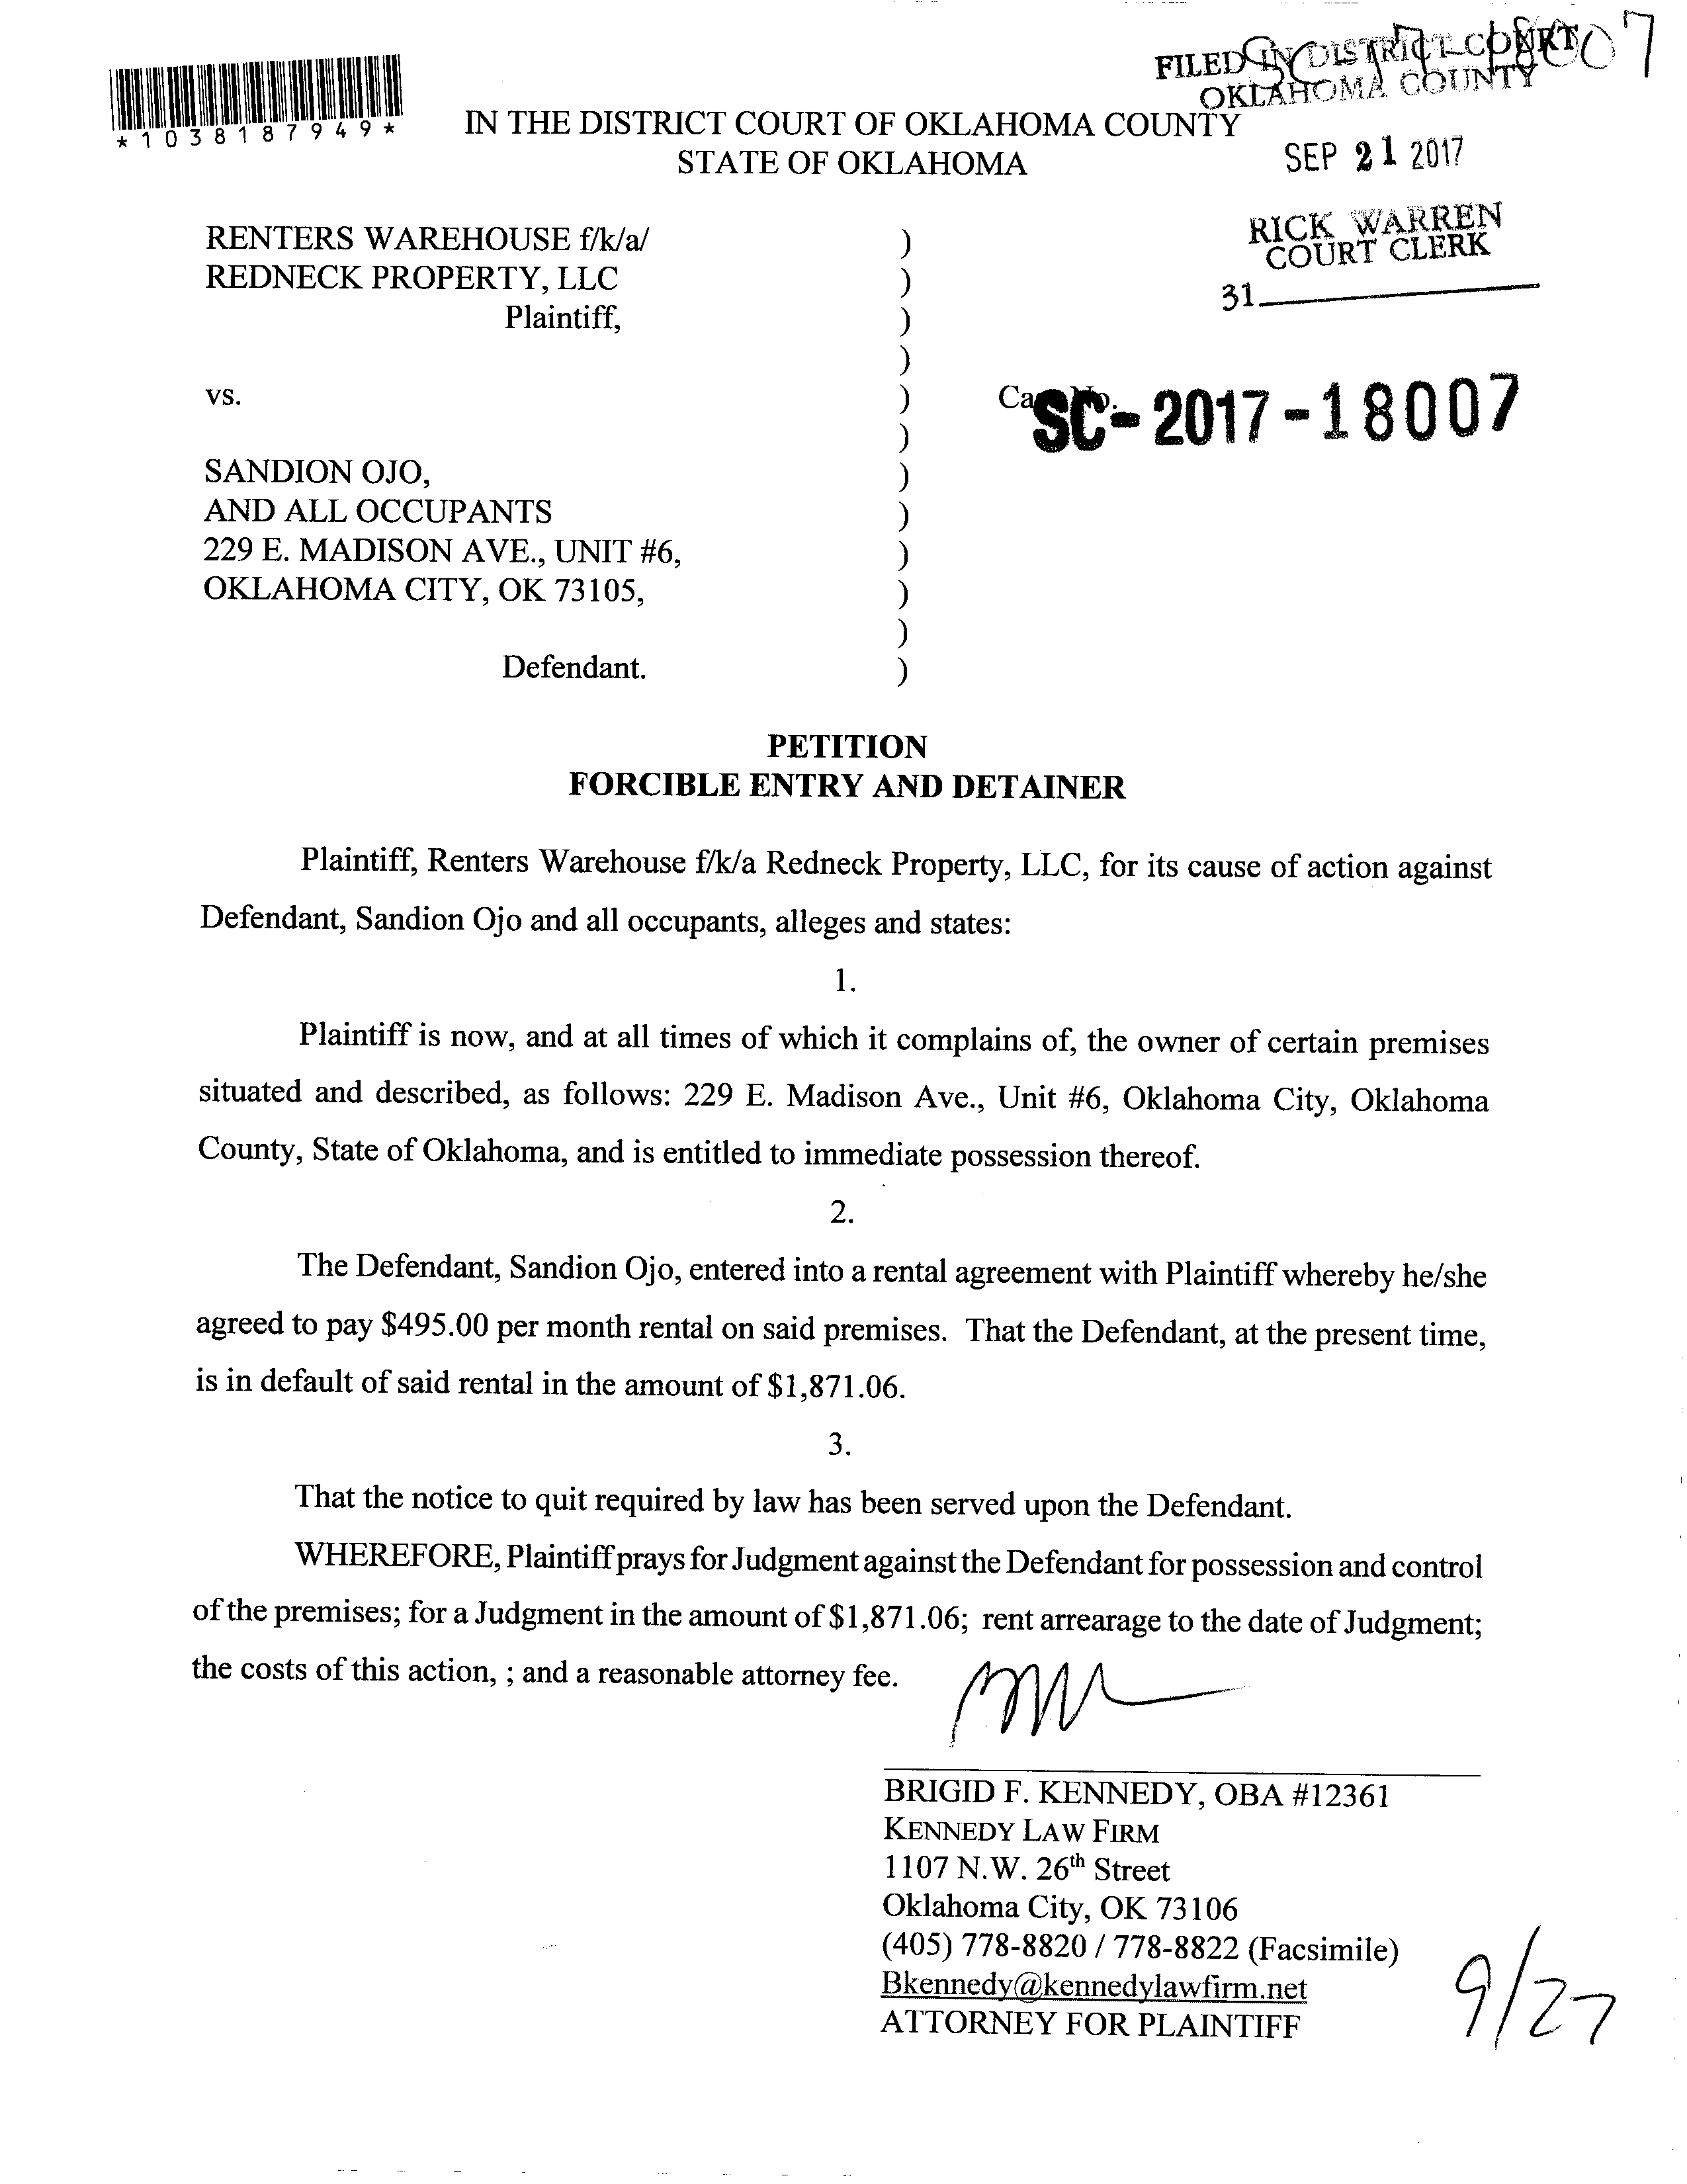 *1038187949*
FILED IN DISTRICT COURT
OKLAHOMA COUNTY
IN THE DISTRICT COURT OF OKLAHOMA COUNTY
STATE OF OKLAHOMA
SEP 21 2017
RICK WARREN
COURT CLERK
31
RENTERS WAREHOUSE f/k/a/ )
REDNECK PROPERTY, LLC )
Plaintiff, )
)
vs. )
SC-2017-18007
)
SANDION OJO, )
AND ALL OCCUPANTS )
229 E. MADISON AVE., UNIT #6, )
OKLAHOMA CITY, OK 73105, )
)
Defendant. )
PETITION
FORCIBLE ENTRY AND DETAINER
Plaintiff, Renters Warehouse f/k/a Redneck Property, LLC, for its cause of action against
Defendant, Sandion Ojo and all occupants, alleges and states:
1.
Plaintiff is now, and at all times of which it complains of, the owner of certain premises
situated and described, as follows: 229 E. Madison Ave., Unit #6, Oklahoma City, Oklahoma
County, State of Oklahoma, and is entitled to immediate possession thereof.
2.
The Defendant, Sandion Ojo, entered into a rental agreement with Plaintiff whereby he/she
agreed to pay $495.00 per month rental on said premises. That the Defendant, at the present time,
is in default of said rental in the amount of $1,871.06.
3.
That the notice to quit required by law has been served upon the Defendant.
WHEREFORE, Plaintiff prays for Judgment against the Defendant for possession and control
of the premises; for a Judgment in the amount of $1,871.06; rent arrearage to the date of Judgment;
the costs of this action, ; and a reasonable attorney fee.
BRIGID F. KENNEDY, OBA #12361
KENNEDY LAW FIRM
1107 N.W. 26th Street
Oklahoma City, OK 73106
(405) 778-8820 / 778-8822 (Facsimile)
Bkennedy@kennedylawfirm.net
ATTORNEY FOR PLAINTIFF
9/27